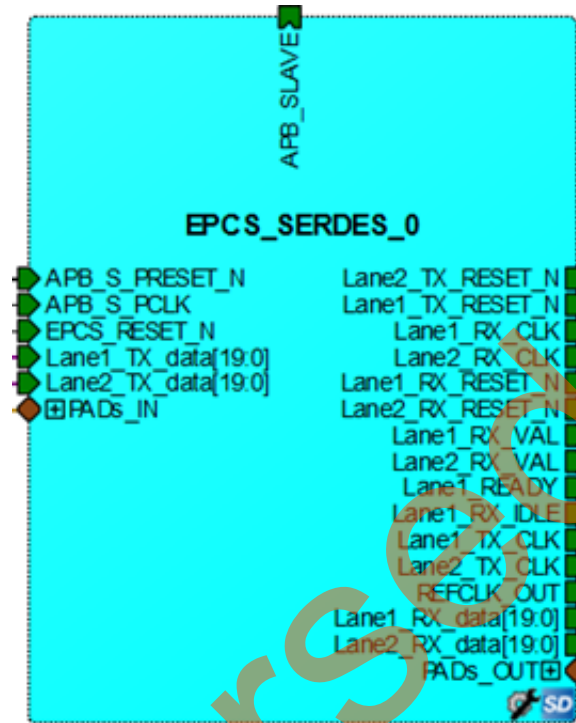 APB_SLAVE
EPCS_SERDES_0
APB_S_PRESET_N
APB_S_PCLK
EPCS_RESET_N
Lane1_TX_data[19:0]
Lane2_TX_data[19:0]
PADs_IN
Lane2_TX_RESET_N
Lane1_TX_RESET_N
Lane1_RX_CLK
Lane2_RX_CLK
Lane1_RX_RESET_N
Lane2_RX_RESET_N
Lane1_RX_VAL
Lane2_RX_VAL
Lane1_READY
Lane1_RX_IDLE
Lane1_TX_CLK
Lane2_TX_CLK
REFCLK_OUT
Lane1_RX_data[19:0]
Lane2_RX_data[19:0]
PADs_OUT
SD